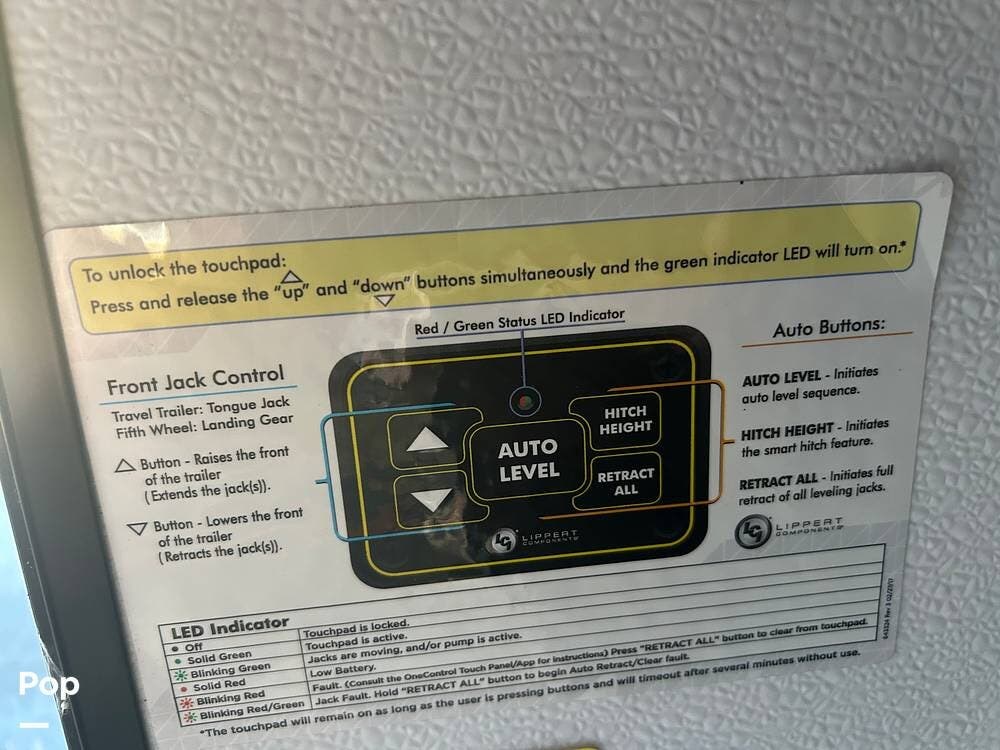 To unlock the touchpad:
Press and release the "up" and "down" buttons simultaneously and the green indicator LED will turn on.*
Red / Green Status LED Indicator
Front Jack Control
Travel Trailer: Tongue Jack
Fifth Wheel: Landing Gear
△ Button - Raises the front
of the trailer
(Extends the jack(s)).
▽ Button - Lowers the front
of the trailer
(Retracts the jack(s)).
AUTO
LEVEL
HITCH
HEIGHT
RETRACT
ALL
LCI LIPPERT
COMPONENTS
Auto Buttons:
AUTO LEVEL - Initiates
auto level sequence.
HITCH HEIGHT - Initiates
the smart hitch feature.
RETRACT ALL - Initiates full
retract of all leveling jacks.
LCI LIPPERT
COMPONENTS
LED Indicator
Off Touchpad is locked.
Solid Green Touchpad is active.
Blinking Green Jacks are moving, and/or pump is active.
Solid Red Low Battery.
Blinking Red Fault. (Consult the OneControl Touch Panel/App for instructions) Press "RETRACT ALL" button to clear from touchpad.
Blinking Red/Green Jack Fault. Hold "RETRACT ALL" button to begin Auto Retract/Clear fault.
*The touchpad will remain on as long as the user is pressing buttons and will timeout after several minutes without use.
Rev 3 02/23/17
Pop